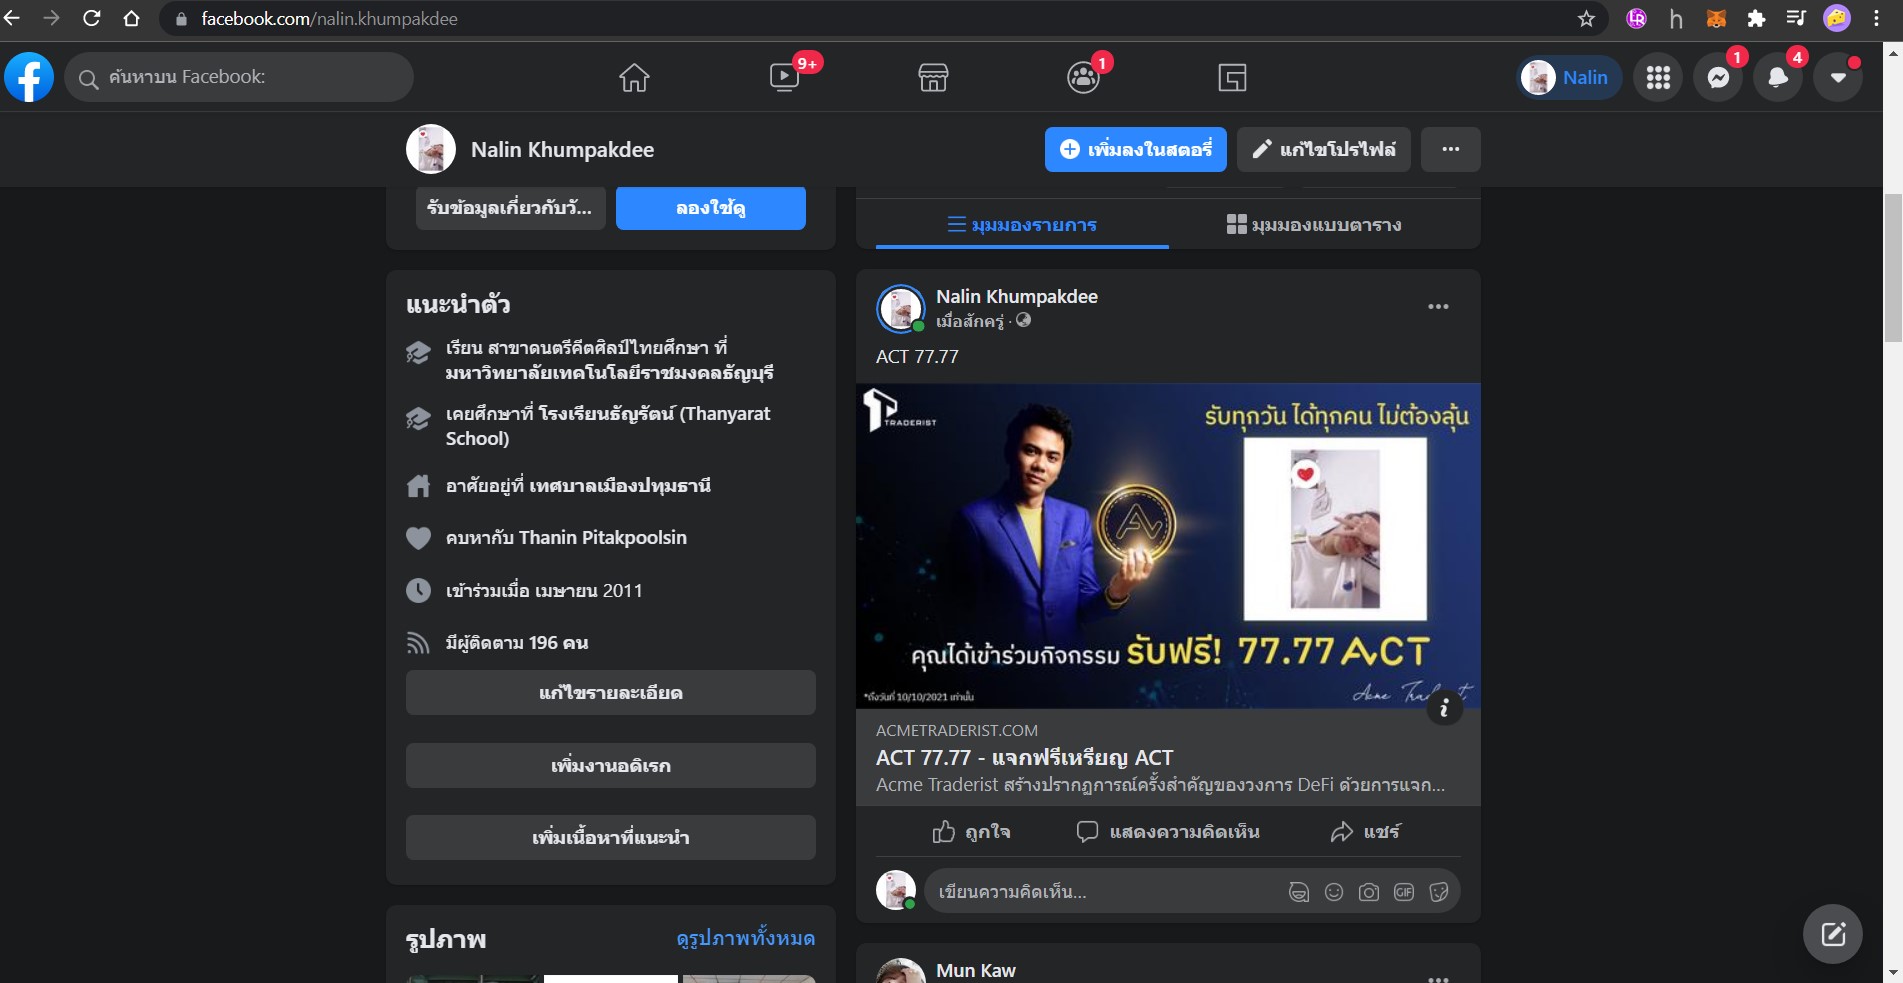 facebook.com/nalin.khumpakdee
ค้นหาบน Facebook:
9+
1
Nalin
1
4
Nalin Khumpakdee
เพิ่มลงในสตอรี่
แก้ไขโปรไฟล์
รับข้อมูลเกี่ยวกับวั...
ลองใช้ดู
มุมมองรายการ
มุมมองแบบตาราง
แนะนำตัว
เรียน สาขาดนตรีคีตศิลป์ไทยศึกษา ที่
มหาวิทยาลัยเทคโนโลยีราชมงคลธัญบุรี
เคยศึกษาที่ โรงเรียนธัญรัตน์ (Thanyarat
School)
อาศัยอยู่ที่ เทศบาลเมืองปทุมธานี
คบหากับ Thanin Pitakpoolsin
เข้าร่วมเมื่อ เมษายน 2011
มีผู้ติดตาม 196 คน
แก้ไขรายละเอียด
เพิ่มงานอดิเรก
เพิ่มเนื้อหาที่แนะนำ
รูปภาพ
ดูรูปภาพทั้งหมด
Nalin Khumpakdee
เมื่อสักครู่ ·
ACT 77.77
TRADERIST
รับทุกวัน ได้ทุกคน ไม่ต้องลุ้น
คุณได้เข้าร่วมกิจกรรม รับฟรี! 77.77 ACT
*ถึงวันที่ 10/10/2021 เท่านั้น
ACMETRADERIST.COM
ACT 77.77 - แจกฟรีเหรียญ ACT
Acme Traderist สร้างปรากฏการณ์ครั้งสำคัญของวงการ DeFi ด้วยการแจก...
ถูกใจ
แสดงความคิดเห็น
แชร์
เขียนความคิดเห็น...
GIF
Mun Kaw